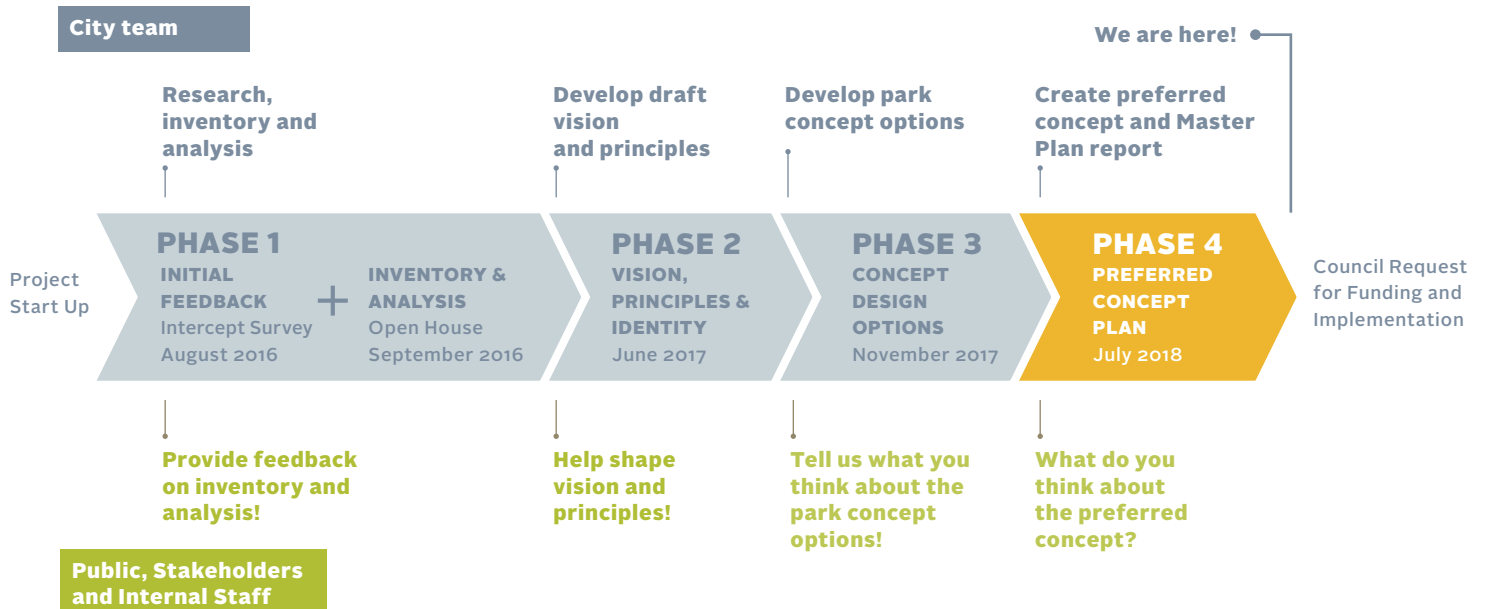 City team
We are here!
Research,
inventory and
analysis
Develop draft
vision
and principles
Develop park
concept options
Create preferred
concept and Master
Plan report
Project
Start Up
PHASE 1
INITIAL
FEEDBACK
Intercept Survey
August 2016
+
INVENTORY &
ANALYSIS
Open House
September 2016
PHASE 2
VISION,
PRINCIPLES &
IDENTITY
June 2017
PHASE 3
CONCEPT
DESIGN
OPTIONS
November 2017
PHASE 4
PREFERRED
CONCEPT
PLAN
July 2018
Council Request
for Funding and
Implementation
Provide feedback
on inventory and
analysis!
Help shape
vision and
principles!
Tell us what you
think about the
park concept
options!
What do you
think about
the preferred
concept?
Public, Stakeholders
and Internal Staff